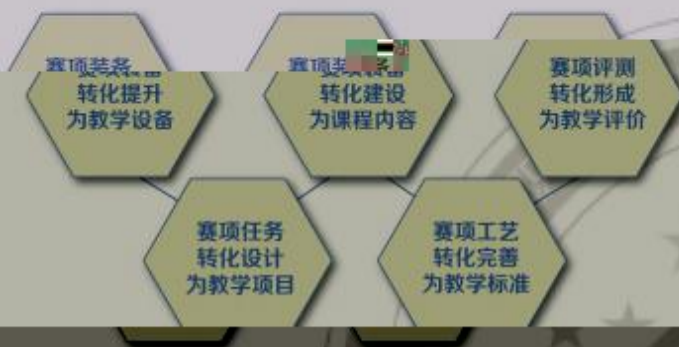 赛项装备
转化提升
为教学设备
赛项装备
转化建设
为课程内容
赛项评测
转化形成
为教学评价
赛项任务
转化设计
为教学项目
赛项工艺
转化完善
为教学标准